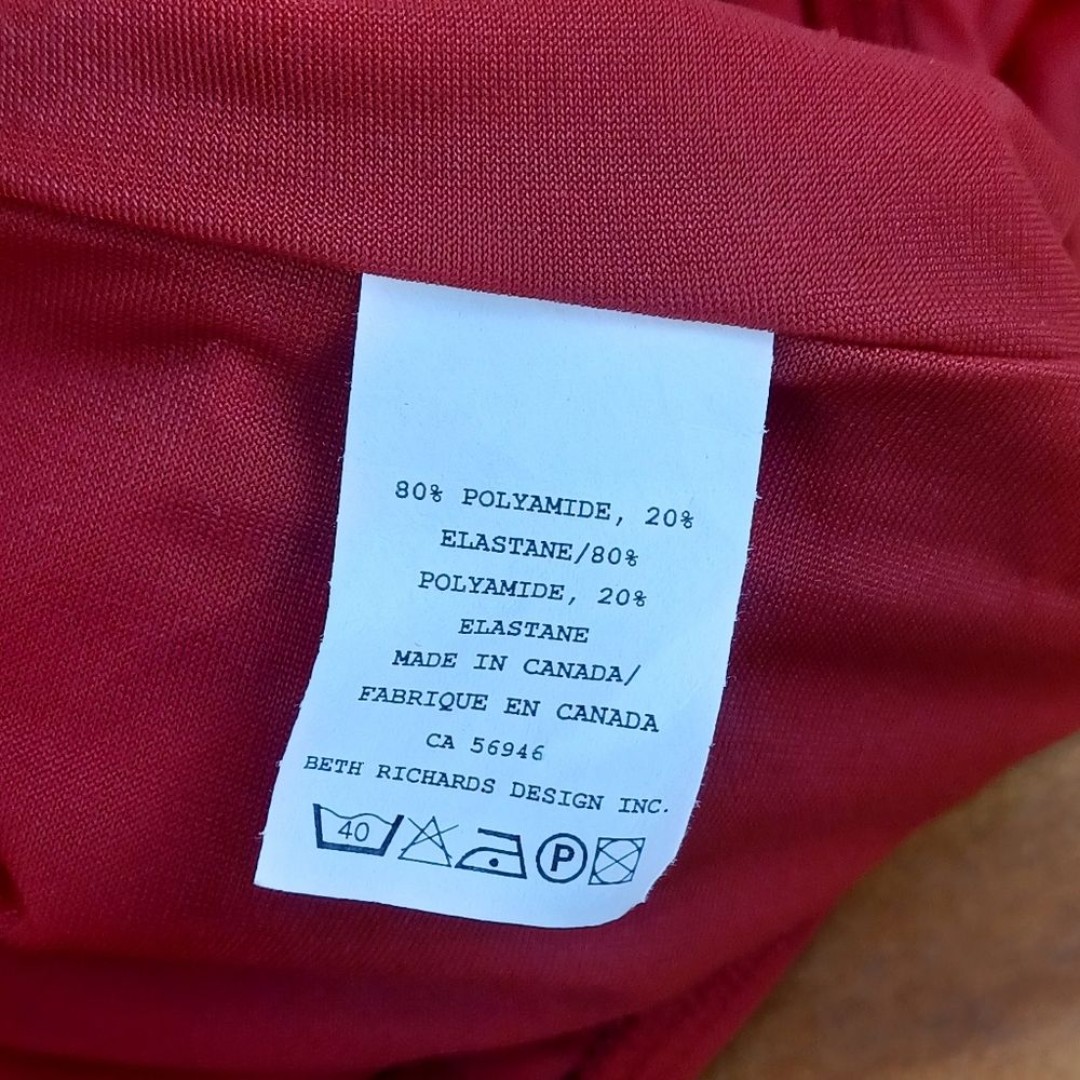 80% POLYAMIDE, 20%
ELASTANE/80%
POLYAMIDE, 20%
ELASTANE
MADE IN CANADA/
FABRIQUE EN CANADA
CA 56946
BETH RICHARDS DESIGN INC.
40 P